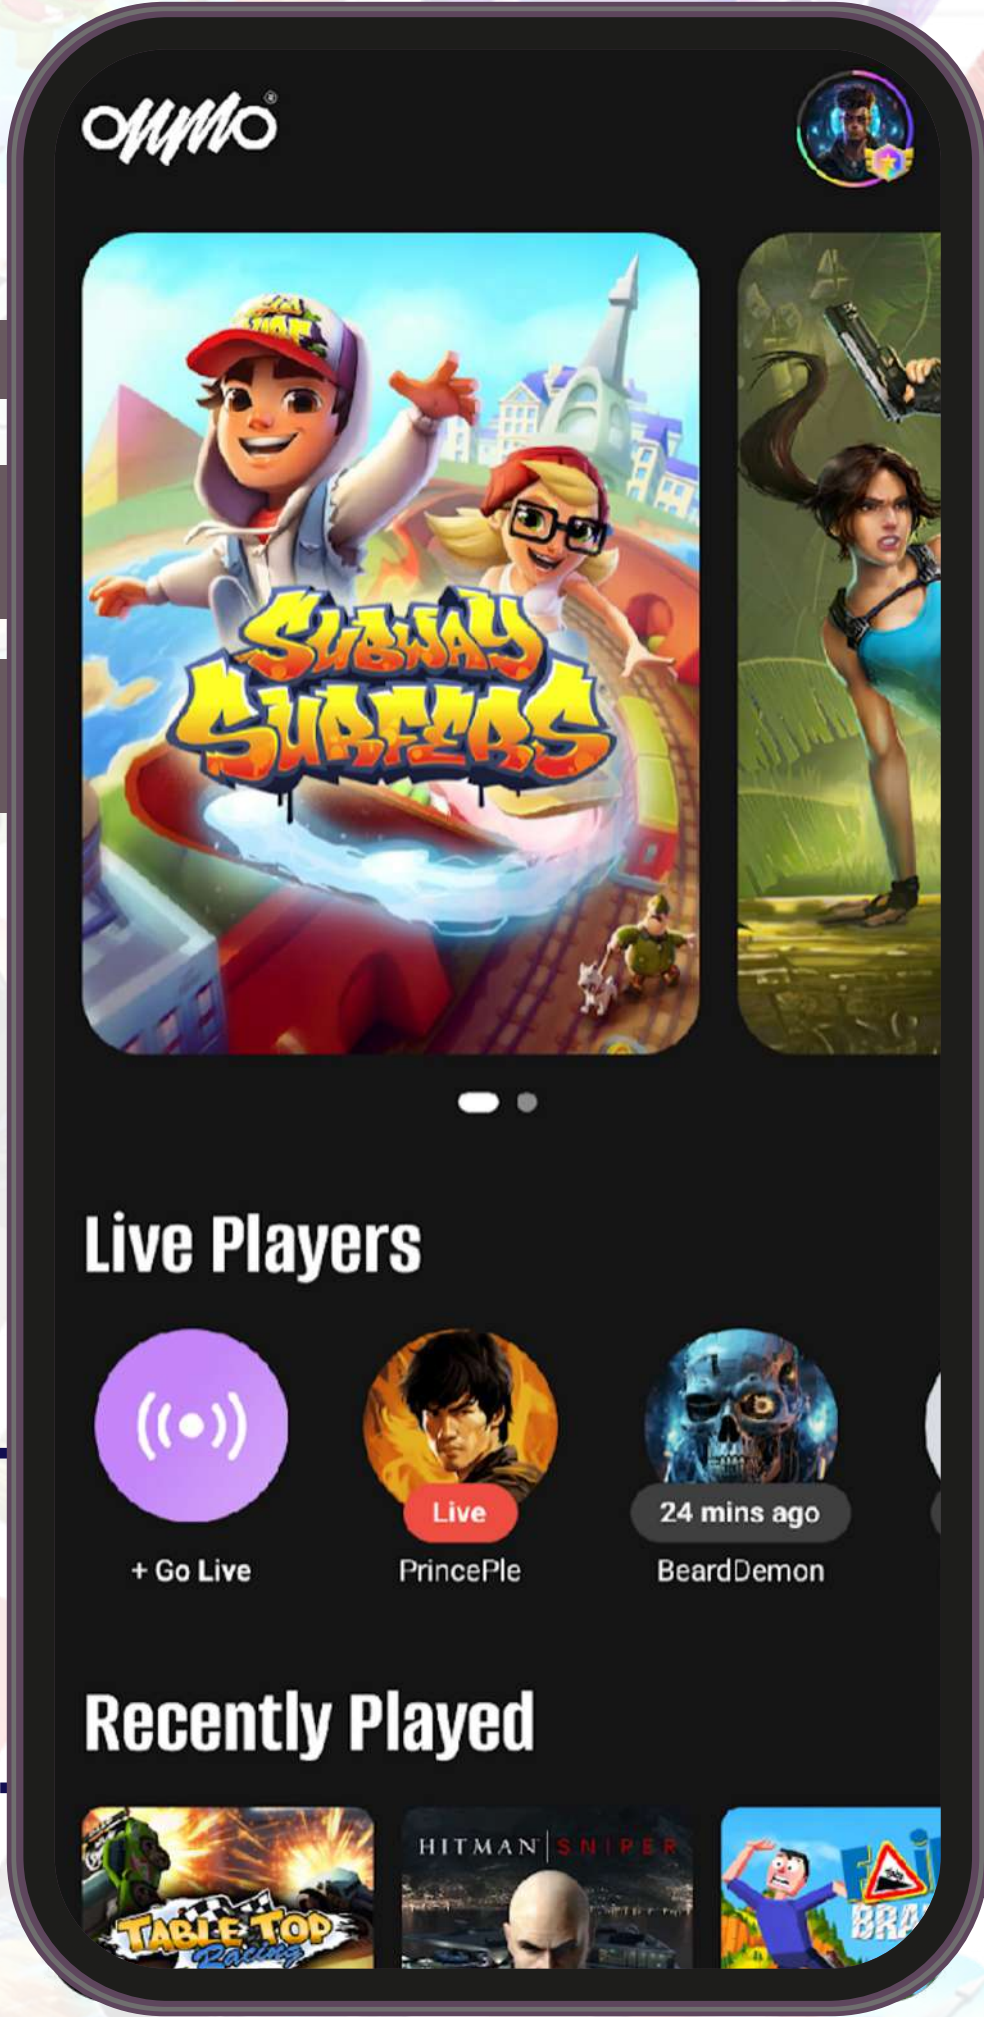 OMMO®
SUBWAY
SURFERS
Live Players
Live
24 mins ago
+ Go Live
PrincePle
BeardDemon
Recently Played
HITMAN SNIPER
TABLE TOP
Racing